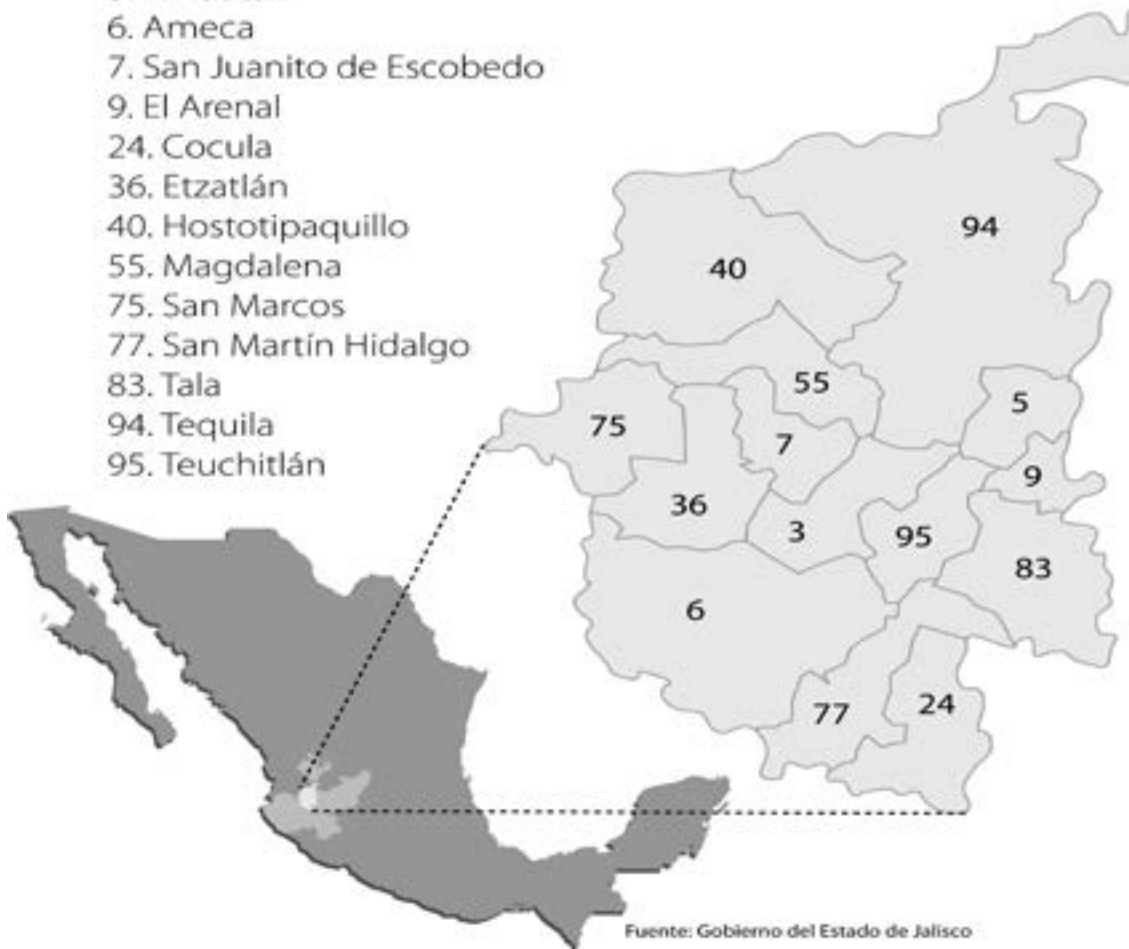 6. Ameca
7. San Juanito de Escobedo
9. El Arenal
24. Cocula
36. Etzatlán
40. Hostotipaquillo
55. Magdalena
75. San Marcos
77. San Martín Hidalgo
83. Tala
94. Tequila
95. Teuchitlán
94
40
55
5
75
7
9
36
3
95
83
6
77
24
Fuente: Gobierno del Estado de Jalisco